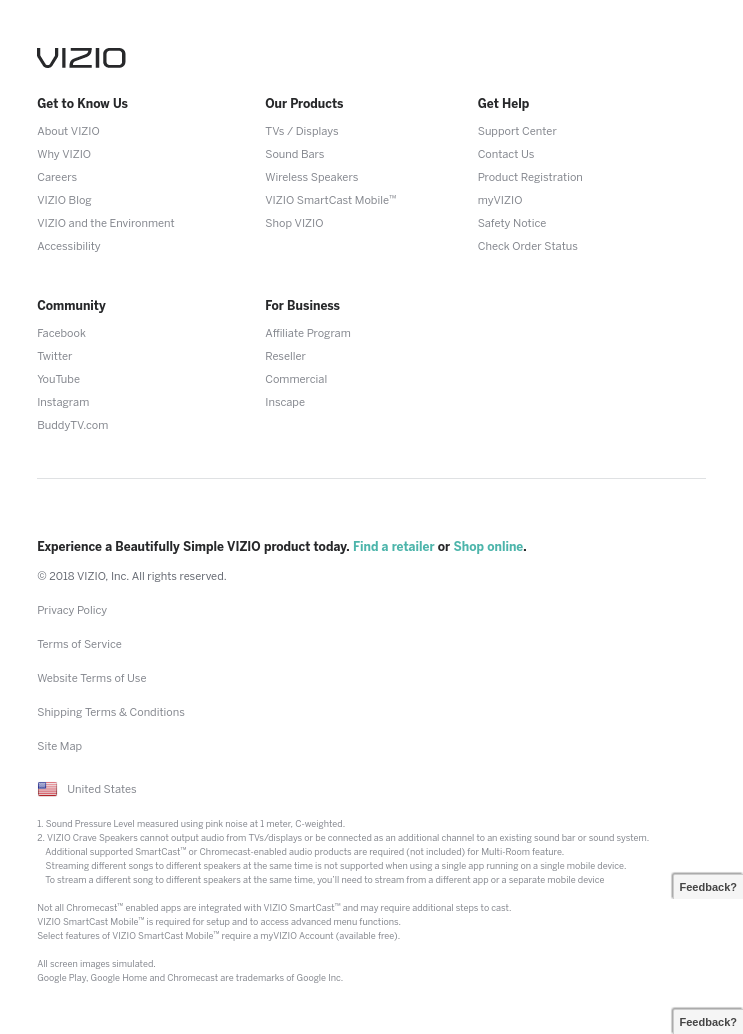 VIZIO
Get to Know Us
About VIZIO
Why VIZIO
Careers
VIZIO Blog
VIZIO and the Environment
Accessibility
Our Products
TVs / Displays
Sound Bars
Wireless Speakers
VIZIO SmartCast Mobile™
Shop VIZIO
Get Help
Support Center
Contact Us
Product Registration
myVIZIO
Safety Notice
Check Order Status
Community
Facebook
Twitter
YouTube
Instagram
BuddyTV.com
For Business
Affiliate Program
Reseller
Commercial
Inscape
Experience a Beautifully Simple VIZIO product today. Find a retailer or Shop online.
© 2018 VIZIO, Inc. All rights reserved.
Privacy Policy
Terms of Service
Website Terms of Use
Shipping Terms & Conditions
Site Map
United States
1. Sound Pressure Level measured using pink noise at 1 meter, C-weighted.
2. VIZIO Crave Speakers cannot output audio from TVs/displays or be connected as an additional channel to an existing sound bar or sound system.
Additional supported SmartCast™ or Chromecast-enabled audio products are required (not included) for Multi-Room feature.
Streaming different songs to different speakers at the same time is not supported when using a single app running on a single mobile device.
To stream a different song to different speakers at the same time, you'll need to stream from a different app or a separate mobile device
Feedback?
Not all Chromecast™ enabled apps are integrated with VIZIO SmartCast™ and may require additional steps to cast.
VIZIO SmartCast Mobile™ is required for setup and to access advanced menu functions.
Select features of VIZIO SmartCast Mobile™ require a myVIZIO Account (available free).
All screen images simulated.
Google Play, Google Home and Chromecast are trademarks of Google Inc.
Feedback?